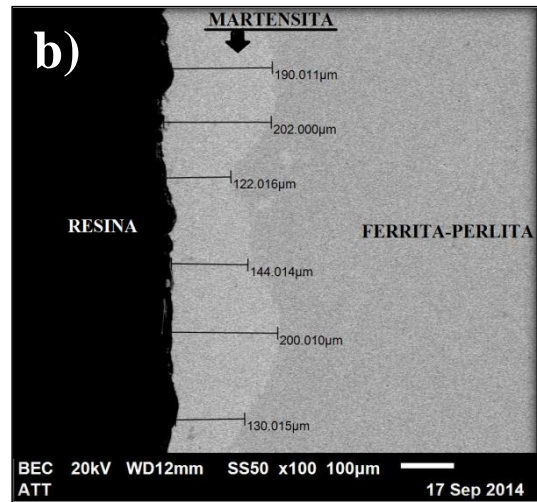 b)
MARTENSITA
190.011µm
202.000µm
122.016µm
RESINA
FERRITA-PERLITA
144.014µm
200.010µm
130.015µm
BEC 20kV WD12mm SS50 x100 100µm
ATT 17 Sep 2014